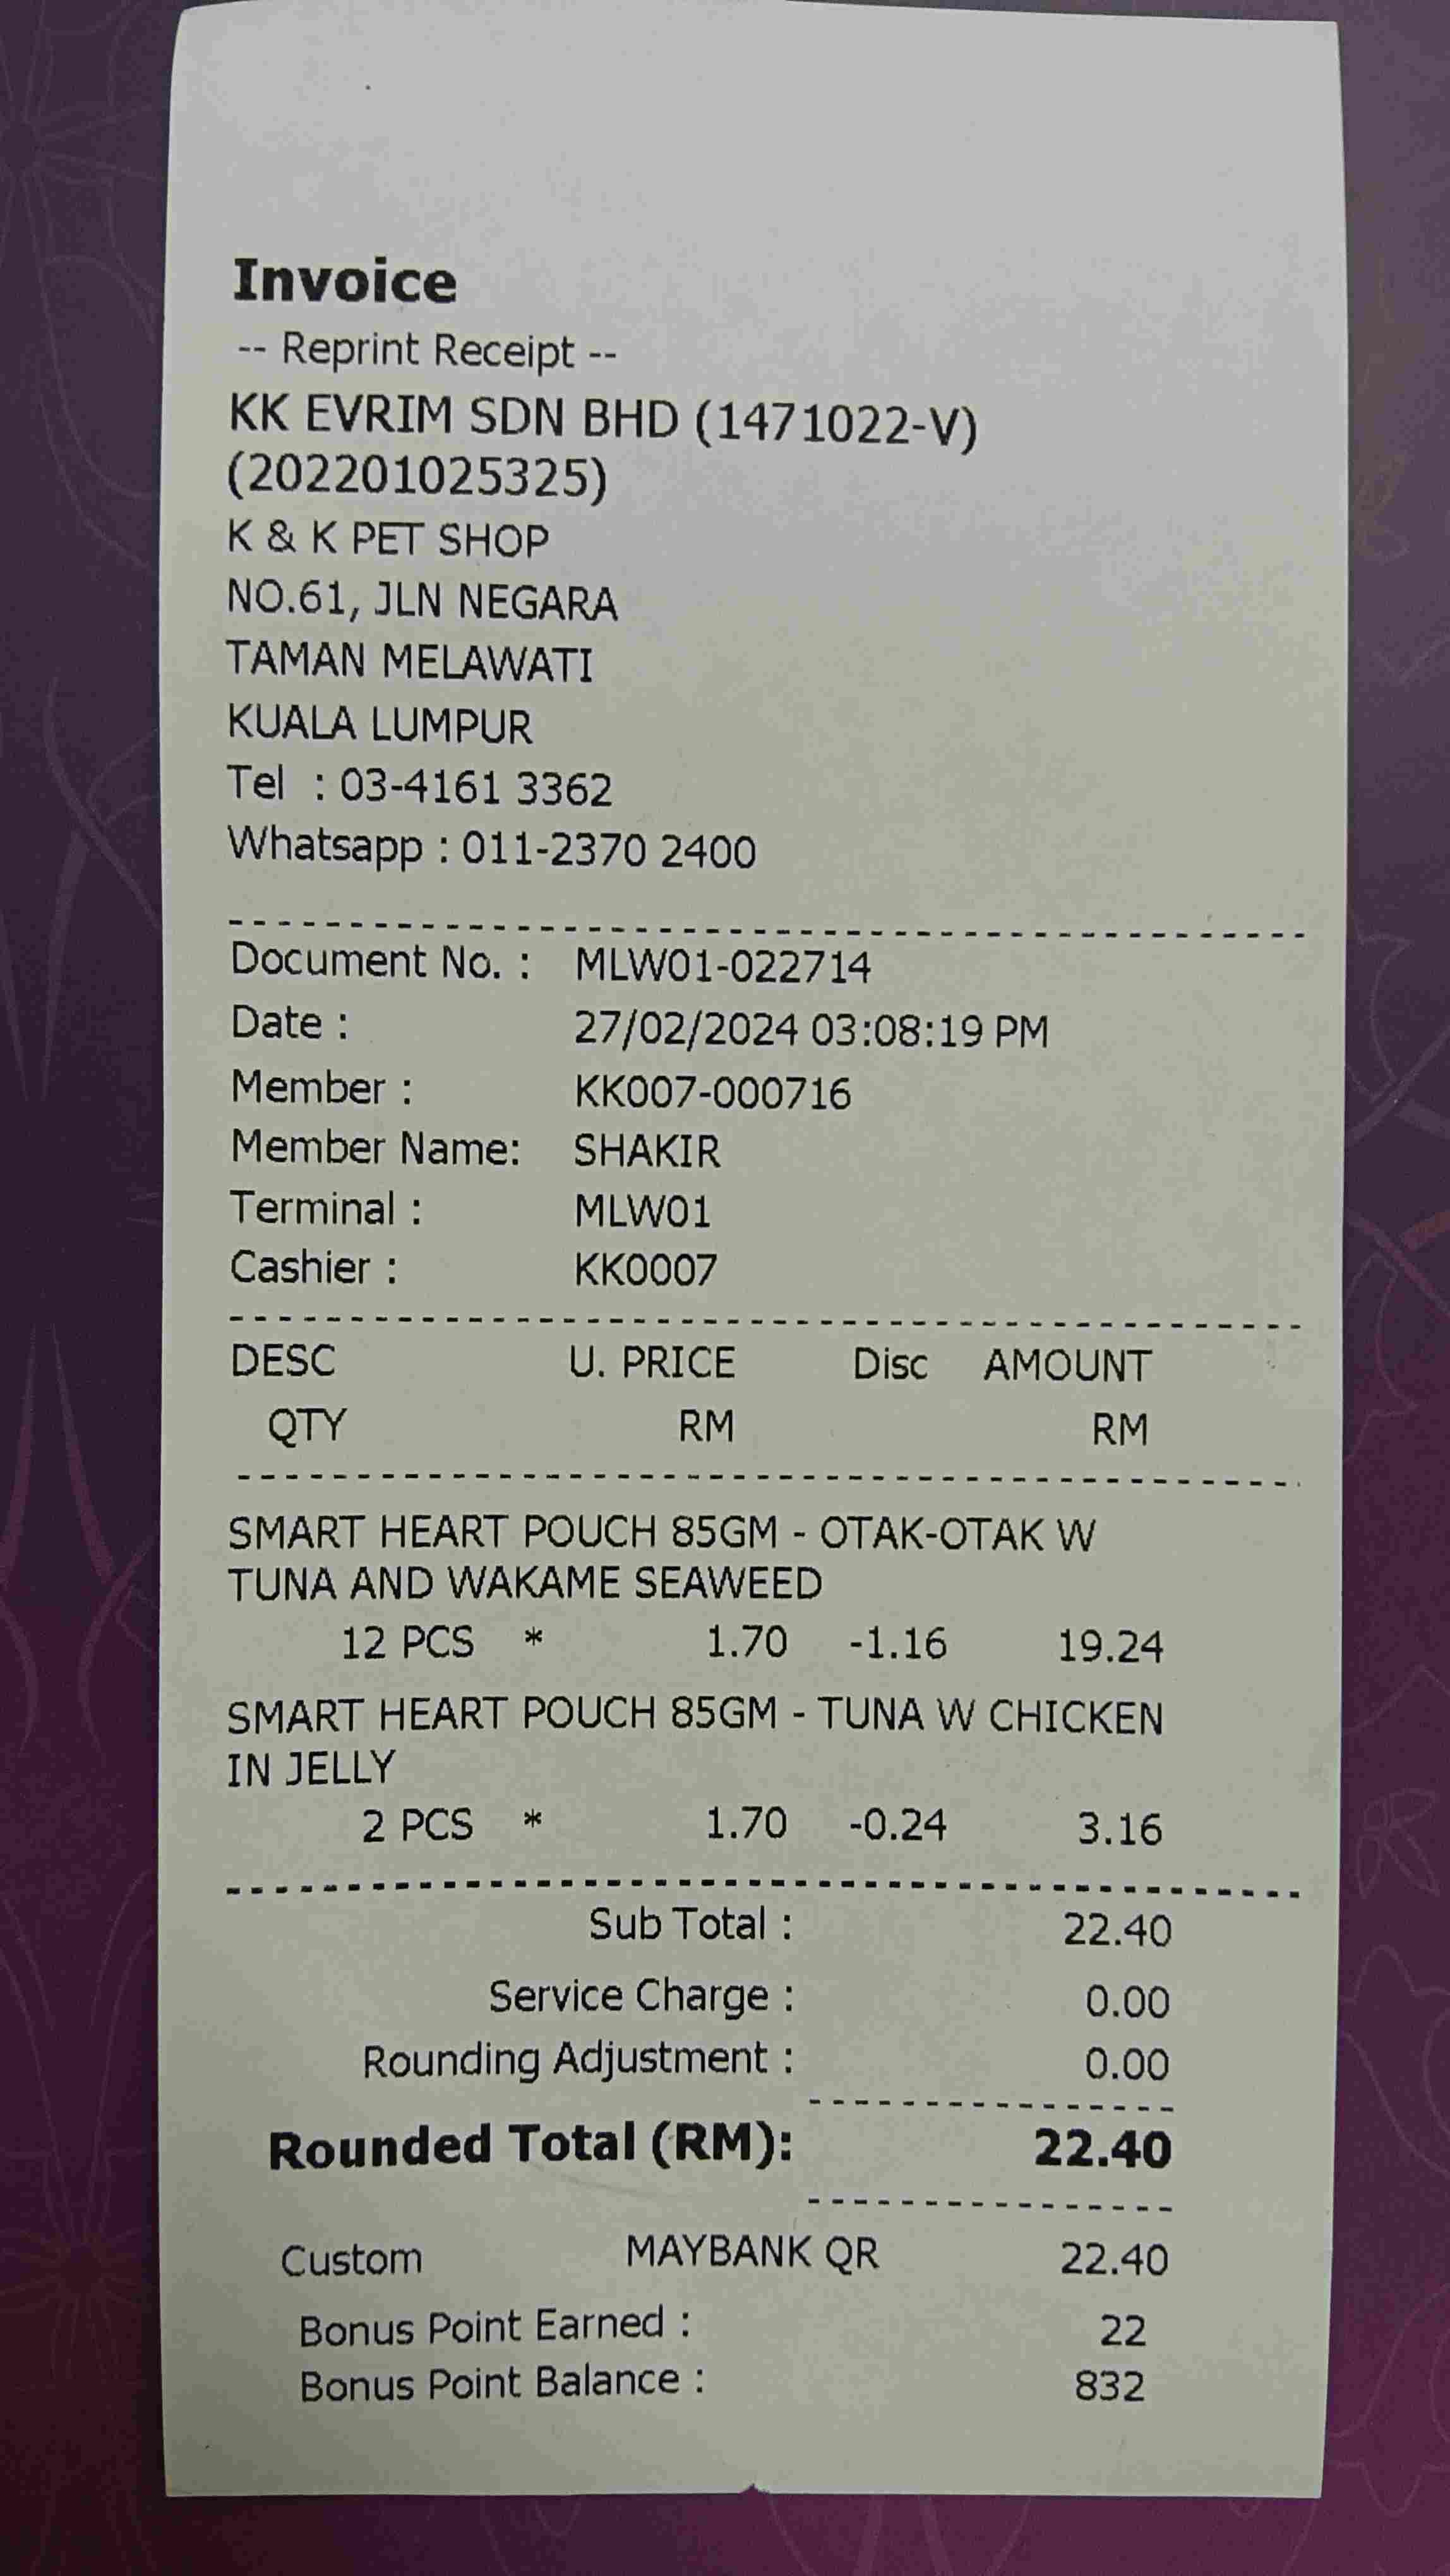 Invoice
-- Reprint Receipt --
KK EVRIM SDN BHD (1471022-V)
(202201025325)
K & K PET SHOP
NO.61, JLN NEGARA
TAMAN MELAWATI
KUALA LUMPUR
Tel : 03-4161 3362
Whatsapp : 011-2370 2400
Document No. : MLW01-022714
Date : 27/02/2024 03:08:19 PM
Member : KK007-000716
Member Name: SHAKIR
Terminal : MLW01
Cashier : KK0007
DESC U. PRICE Disc AMOUNT
QTY RM RM
SMART HEART POUCH 85GM - OTAK-OTAK W
TUNA AND WAKAME SEAWEED
12 PCS * 1.70 -1.16 19.24
SMART HEART POUCH 85GM - TUNA W CHICKEN
IN JELLY
2 PCS * 1.70 -0.24 3.16
Sub Total : 22.40
Service Charge : 0.00
Rounding Adjustment : 0.00
Rounded Total (RM): 22.40
Custom MAYBANK QR 22.40
Bonus Point Earned : 22
Bonus Point Balance : 832